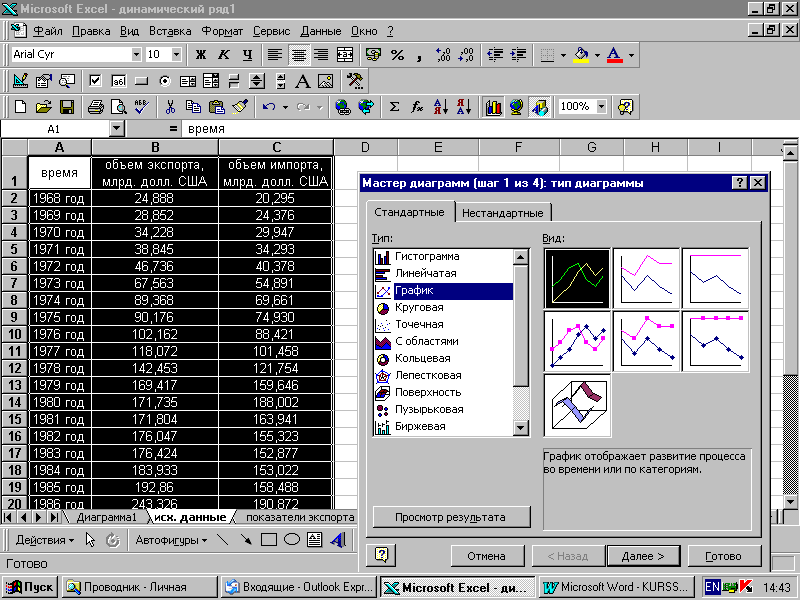 Microsoft Excel - динамический ряд1
Файл Правка Вид Вставка Формат Сервис Данные Окно ?
Arial Cyr 10 Ж К Ч % , ,00 ,00
ab|
Σ fx 100% ?
A1 = время
A B C D E F G H I
1 время объем экспорта, млрд. долл. США объем импорта, млрд. долл. США
2 1968 год 24,888 20,295
3 1969 год 28,852 24,376
4 1970 год 34,228 29,947
5 1971 год 38,845 34,293
6 1972 год 46,736 40,378
7 1973 год 67,563 54,891
8 1974 год 89,368 69,661
9 1975 год 90,176 74,930
10 1976 год 102,162 88,421
11 1977 год 118,072 101,458
12 1978 год 142,453 121,754
13 1979 год 169,417 159,646
14 1980 год 171,735 188,002
15 1981 год 171,804 163,941
16 1982 год 176,047 155,323
17 1983 год 176,424 152,877
18 1984 год 183,933 153,022
19 1985 год 192,86 158,488
20 1986 год 243,326 190,872
Мастер диаграмм (шаг 1 из 4): тип диаграммы
Стандартные Нестандартные
Тип:
Гистограмма
Линейчатая
График
Круговая
Точечная
С областями
Кольцевая
Лепестковая
Поверхность
Пузырьковая
Биржевая
Вид:
График отображает развитие процесса
во времени или по категориям.
Просмотр результата
Отмена < Назад Далее > Готово
Диаграмма1 исх. данные показатели экспорта
Действия Автофигуры
Готово
Пуск Проводник - Личная Входящие - Outlook Expr... Microsoft Excel - ди... Microsoft Word - KURSS... EN 14:43